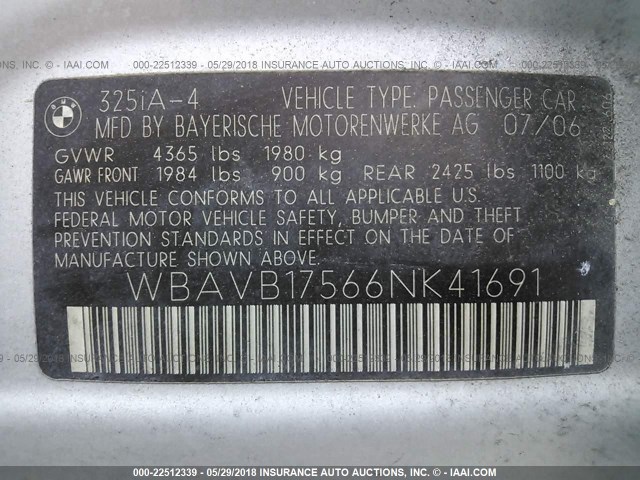 000-22512339 - 05/29/2018 INSURANCE AUTO AUCTIONS, INC. - WWW.IAAI.COM
BMW
325iA-4 VEHICLE TYPE: PASSENGER CAR
MFD BY BAYERISCHE MOTORENWERKE AG 07/06
GVWR 4365 lbs 1980 kg
GAWR FRONT 1984 lbs 900 kg REAR 2425 lbs 1100 kg
THIS VEHICLE CONFORMS TO ALL APPLICABLE U.S.
FEDERAL MOTOR VEHICLE SAFETY, BUMPER AND THEFT
PREVENTION STANDARDS IN EFFECT ON THE DATE OF
MANUFACTURE SHOWN ABOVE.
WBAVB17566NK41691
000-22512339 - 05/29/2018 INSURANCE AUTO AUCTIONS, INC. - WWW.IAAI.COM